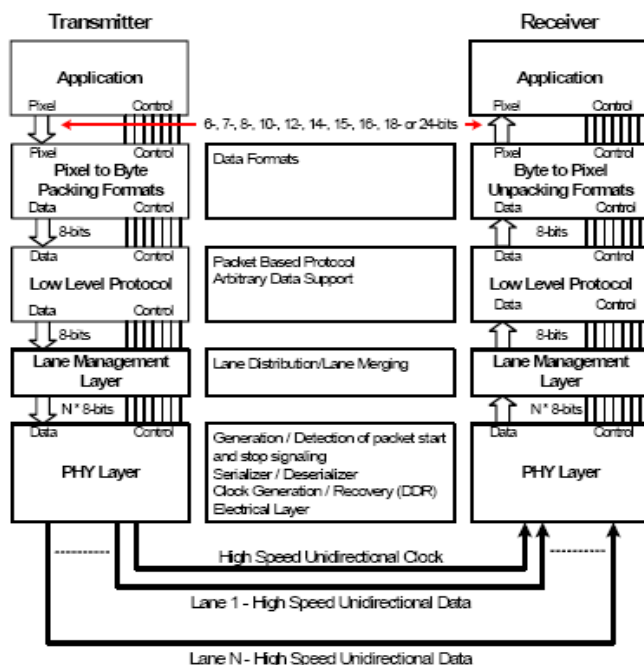 Transmitter
Receiver
Application
Application
Pixel
Control
6-, 7-, 8-, 10-, 12-, 14-, 15-, 16-, 18- or 24-bits
Pixel
Control
Pixel
Control
Pixel to Byte
Packing Formats
Data Formats
Pixel
Control
Byte to Pixel
Unpacking Formats
Data
Control
8-bits
Data
Control
8-bits
Low Level Protocol
Packet Based Protocol
Arbitrary Data Support
Low Level Protocol
Data
Control
8-bits
Data
Control
8-bits
Lane Management
Layer
Lane Distribution/Lane Merging
Lane Management
Layer
N* 8-bits
N* 8-bits
Data
Control
PHY Layer
Generation / Detection of packet start
and stop signaling
Serializer / Deserializer
Clock Generation / Recovery (DDR)
Electrical Layer
Data
Control
PHY Layer
High Speed Unidirectional Clock
Lane 1 - High Speed Unidirectional Data
Lane N - High Speed Unidirectional Data